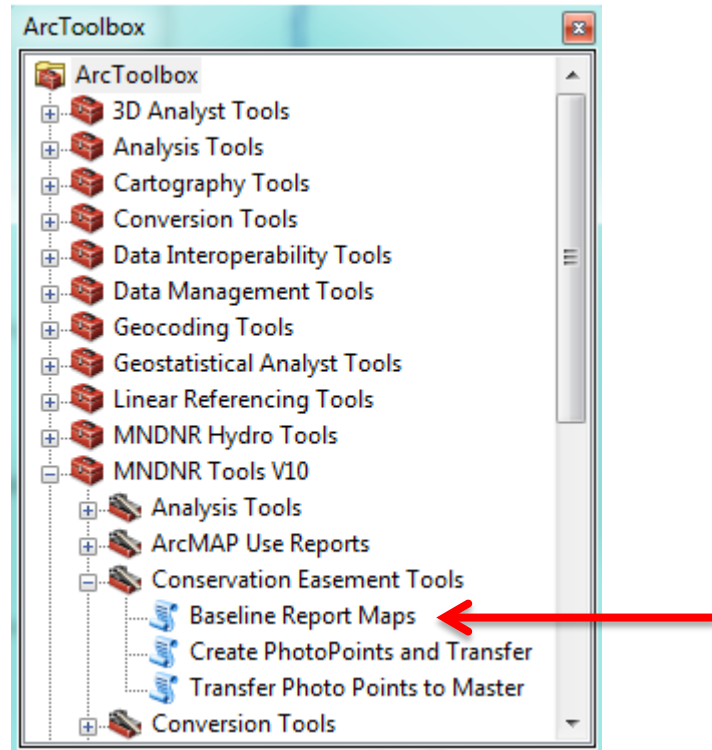 ArcToolbox
ArcToolbox
3D Analyst Tools
Analysis Tools
Cartography Tools
Conversion Tools
Data Interoperability Tools
Data Management Tools
Geocoding Tools
Geostatistical Analyst Tools
Linear Referencing Tools
MNDNR Hydro Tools
MNDNR Tools V10
Analysis Tools
ArcMAP Use Reports
Conservation Easement Tools
Baseline Report Maps
Create PhotoPoints and Transfer
Transfer Photo Points to Master
Conversion Tools